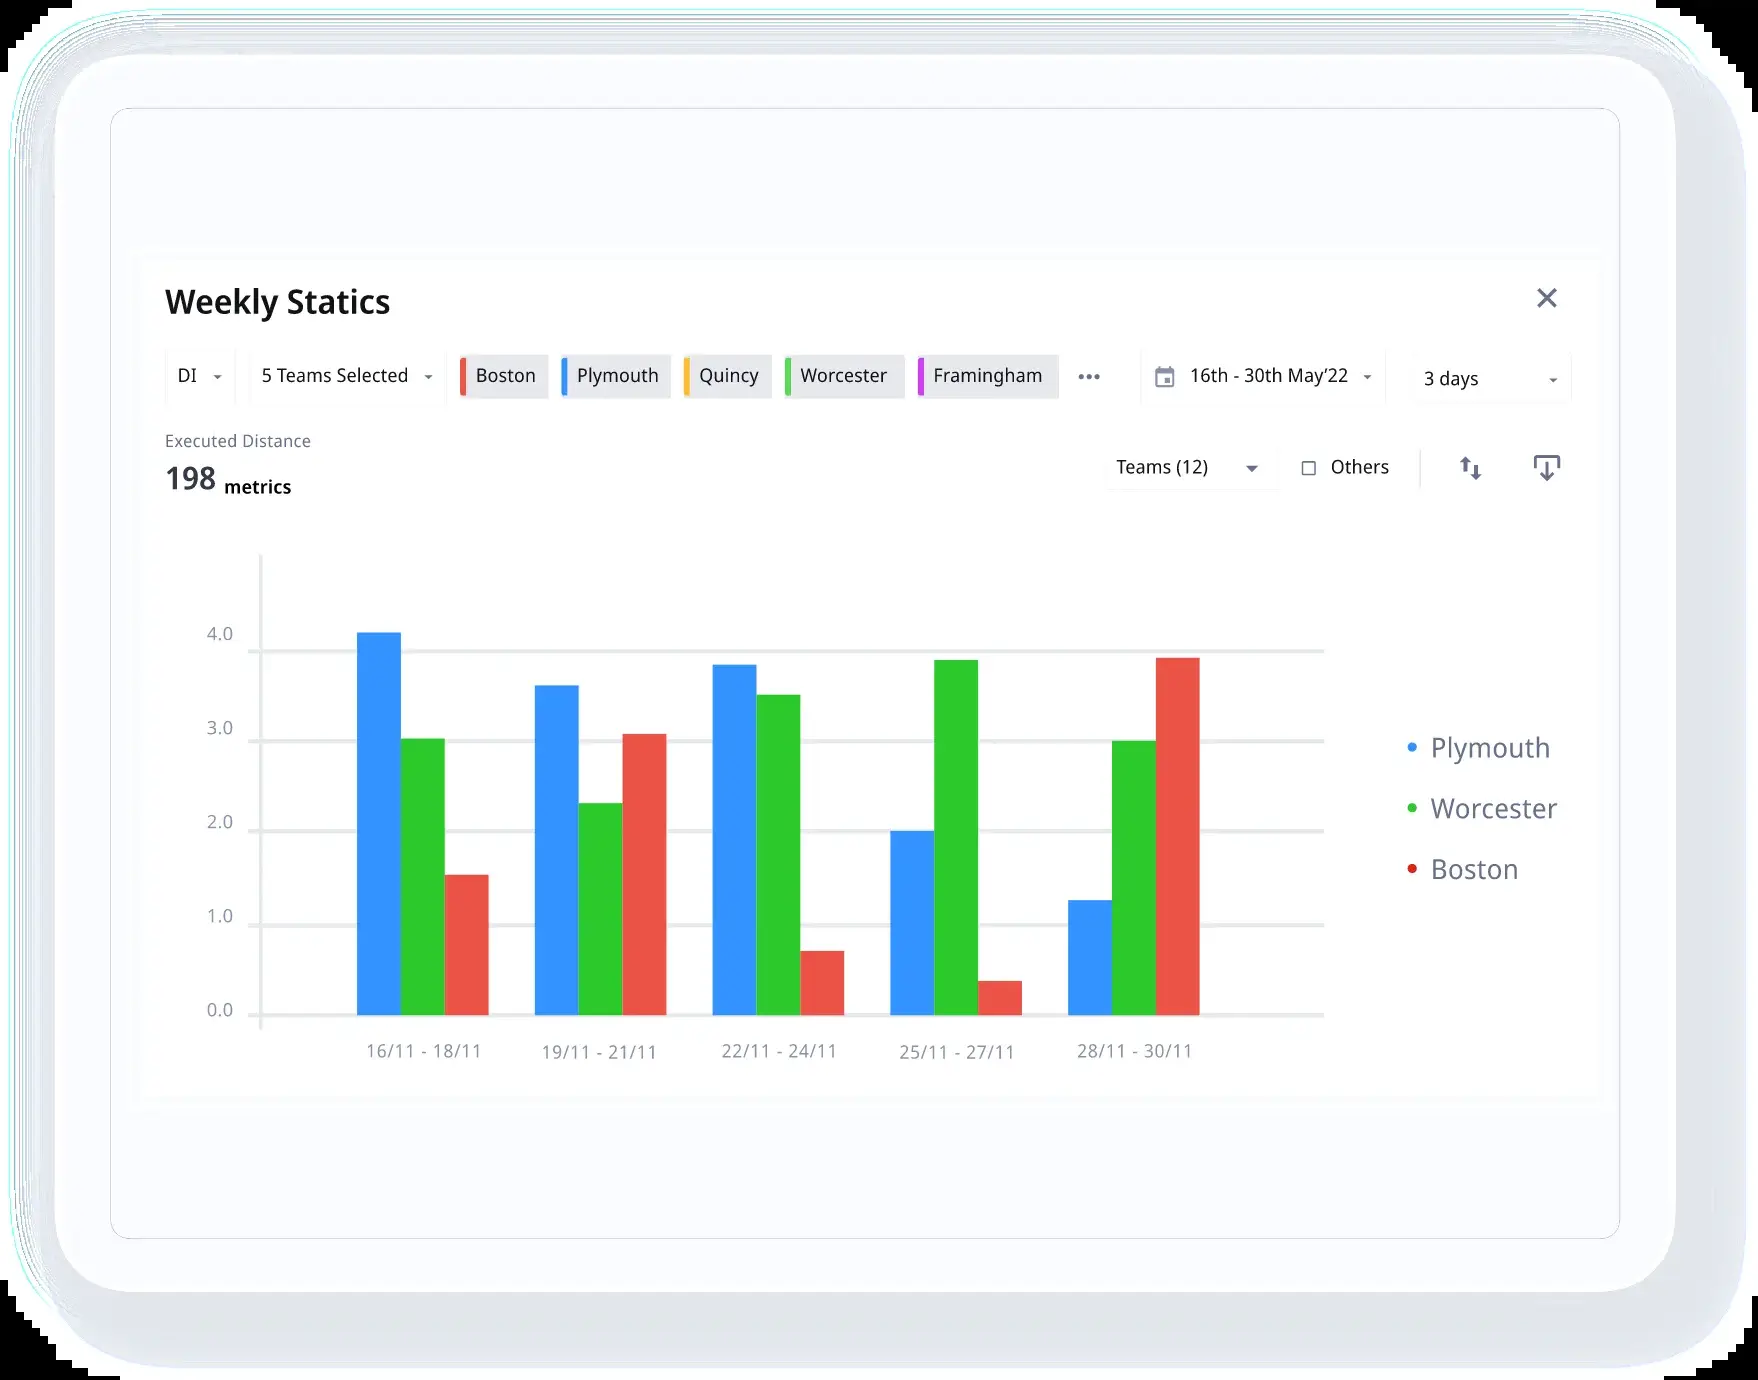 Weekly Statics
DI 5 Teams Selected Boston Plymouth Quincy Worcester Framingham ••• 16th - 30th May’22 3 days
Executed Distance
198 metrics
Teams (12) Others
4.0
3.0
2.0
1.0
0.0
16/11 - 18/11 19/11 - 21/11 22/11 - 24/11 25/11 - 27/11 28/11 - 30/11
Plymouth
Worcester
Boston